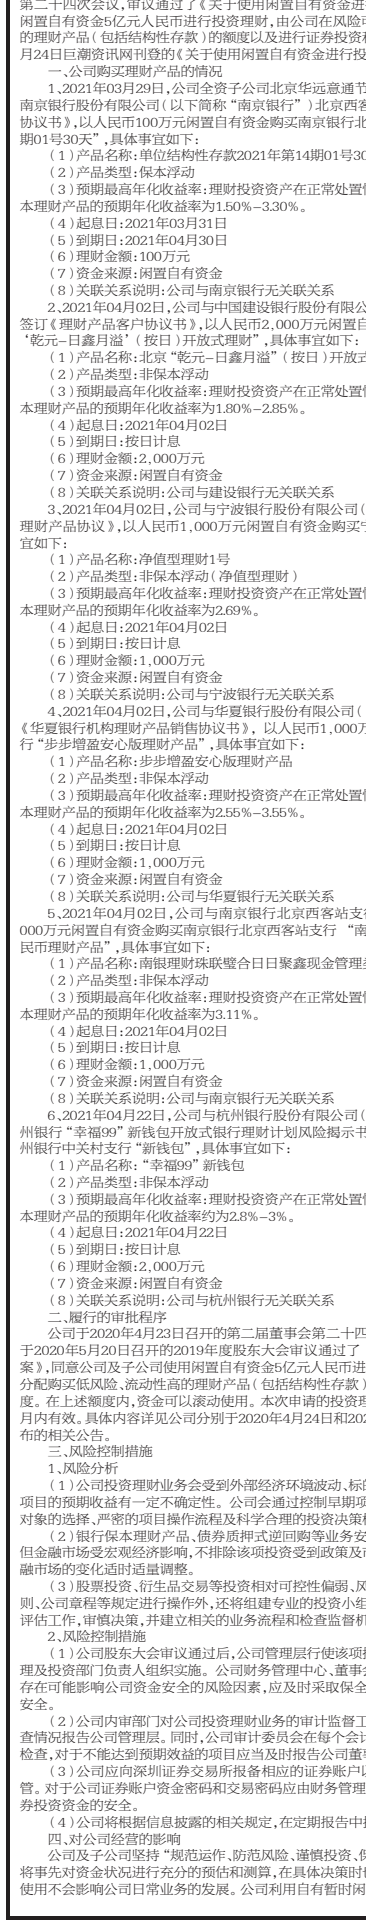 第二十四次会议，审议通过了《关于使用闲置自有资金进
闲置自有资金5亿元人民币进行投资理财，由公司在风险可
的理财产品（包括结构性存款）的额度以及进行证券投资
月24日巨潮资讯网刊登的《关于使用闲置自有资金进行投
一、公司购买理财产品的情况
1、2021年03月29日，公司全资子公司北京华远意通节
南京银行股份有限公司（以下简称“南京银行”）北京西客
协议书》，以人民币100万元闲置自有资金购买南京银行北
期01号30天”，具体事宜如下：
（1）产品名称：单位结构性存款2021年第14期01号30
（2）产品类型：保本浮动
（3）预期最高年化收益率：理财投资资产在正常处置
本理财产品的预期年化收益率为1.50%-3.30%。
（4）起息日：2021年03月31日
（5）到期日：2021年04月30日
（6）理财金额：100万元
（7）资金来源：闲置自有资金
（8）关联关系说明：公司与南京银行无关联关系
2、2021年04月02日，公司与中国建设银行股份有限公
签订《理财产品客户协议书》，以人民币2,000万元闲置自
‘乾元-日鑫月溢’（按日）开放式理财”，具体事宜如下：
（1）产品名称：北京“乾元-日鑫月溢”（按日）开放式
（2）产品类型：非保本浮动
（3）预期最高年化收益率：理财投资资产在正常处置
本理财产品的预期年化收益率为1.80%-2.85%。
（4）起息日：2021年04月02日
（5）到期日：按日计息
（6）理财金额：2,000万元
（7）资金来源：闲置自有资金
（8）关联关系说明：公司与建设银行无关联关系
3、2021年04月02日，公司与宁波银行股份有限公司（
理财产品协议》，以人民币1,000万元闲置自有资金购买宁
宜如下：
（1）产品名称：净值型理财1号
（2）产品类型：非保本浮动（净值型理财）
（3）预期最高年化收益率：理财投资资产在正常处置
本理财产品的预期年化收益率为2.69%。
（4）起息日：2021年04月02日
（5）到期日：按日计息
（6）理财金额：1,000万元
（7）资金来源：闲置自有资金
（8）关联关系说明：公司与宁波银行无关联关系
4、2021年04月02日，公司与华夏银行股份有限公司（
《华夏银行机构理财产品销售协议书》，以人民币1,000万
行“步步增盈安心版理财产品”，具体事宜如下：
（1）产品名称：步步增盈安心版理财产品
（2）产品类型：非保本浮动
（3）预期最高年化收益率：理财投资资产在正常处置
本理财产品的预期年化收益率为2.55%-3.55%。
（4）起息日：2021年04月02日
（5）到期日：按日计息
（6）理财金额：1,000万元
（7）资金来源：闲置自有资金
（8）关联关系说明：公司与华夏银行无关联关系
5、2021年04月02日，公司与南京银行北京西客站支
000万元闲置自有资金购买南京银行北京西客站支行 “南
民币理财产品”，具体事宜如下：
（1）产品名称：南银理财珠联璧合日日聚鑫现金管理
（2）产品类型：非保本浮动
（3）预期最高年化收益率：理财投资资产在正常处置
本理财产品的预期年化收益率为3.11%。
（4）起息日：2021年04月02日
（5）到期日：按日计息
（6）理财金额：1,000万元
（7）资金来源：闲置自有资金
（8）关联关系说明：公司与南京银行无关联关系
6、2021年04月22日，公司与杭州银行股份有限公司（
州银行“幸福99”新钱包开放式银行理财计划风险揭示书
州银行中关村支行“新钱包”，具体事宜如下：
（1）产品名称：“幸福99”新钱包
（2）产品类型：非保本浮动
（3）预期最高年化收益率：理财投资资产在正常处置
本理财产品的预期年化收益率约为2.8%-3%。
（4）起息日：2021年04月22日
（5）到期日：按日计息
（6）理财金额：2,000万元
（7）资金来源：闲置自有资金
（8）关联关系说明：公司与杭州银行无关联关系
二、履行的审批程序
公司于2020年4月23日召开的第二届董事会第二十四
于2020年5月20日召开的2019年度股东大会审议通过了《
案》，同意公司及子公司使用闲置自有资金5亿元人民币进
分配购买低风险、流动性高的理财产品（包括结构性存款）
度。在上述额度内，资金可以滚动使用。本次申请的投资理
月内有效。具体内容详见公司分别于2020年4月24日和202
布的相关公告。
三、风险控制措施
1、风险分析
（1）公司投资理财业务会受到外部经济环境波动、标的
项目的预期收益有一定不确定性。公司会通过控制早期项
对象的选择、严密的项目操作流程及科学合理的投资决策
（2）银行保本理财产品、债券质押式逆回购等业务安
但金融市场受宏观经济影响，不排除该项投资受到政策及市
融市场的变化适时适量调整。
（3）股票投资、衍生品交易等投资相对可控性偏弱、风
则、公司章程等规定进行操作外，还将组建专业的投资小组
评估工作，审慎决策，并建立相关的业务流程和检查监督机
2、风险控制措施
（1）公司股东大会审议通过后，公司管理层行使该项
理及投资部门负责人组织实施。公司财务管理中心、董事会
存在可能影响公司资金安全的风险因素，应及时采取保全
安全。
（2）公司内审部门对公司投资理财业务的审计监督工
查情况报告公司管理层。同时，公司审计委员会在每个会计
检查，对于不能达到预期效益的项目应当及时报告公司董事
（3）公司应向深圳证券交易所报备相应的证券账户以
管。对于公司证券账户资金密码和交易密码应由财务管理
券投资资金的安全。
（4）公司将根据信息披露的相关规定，在定期报告中
四、对公司经营的影响
公司及子公司坚持“规范运作、防范风险、谨慎投资、保
将事先对资金状况进行充分的预估和测算，在具体决策时
使用不会影响公司日常业务的发展。公司利用自有暂时闲